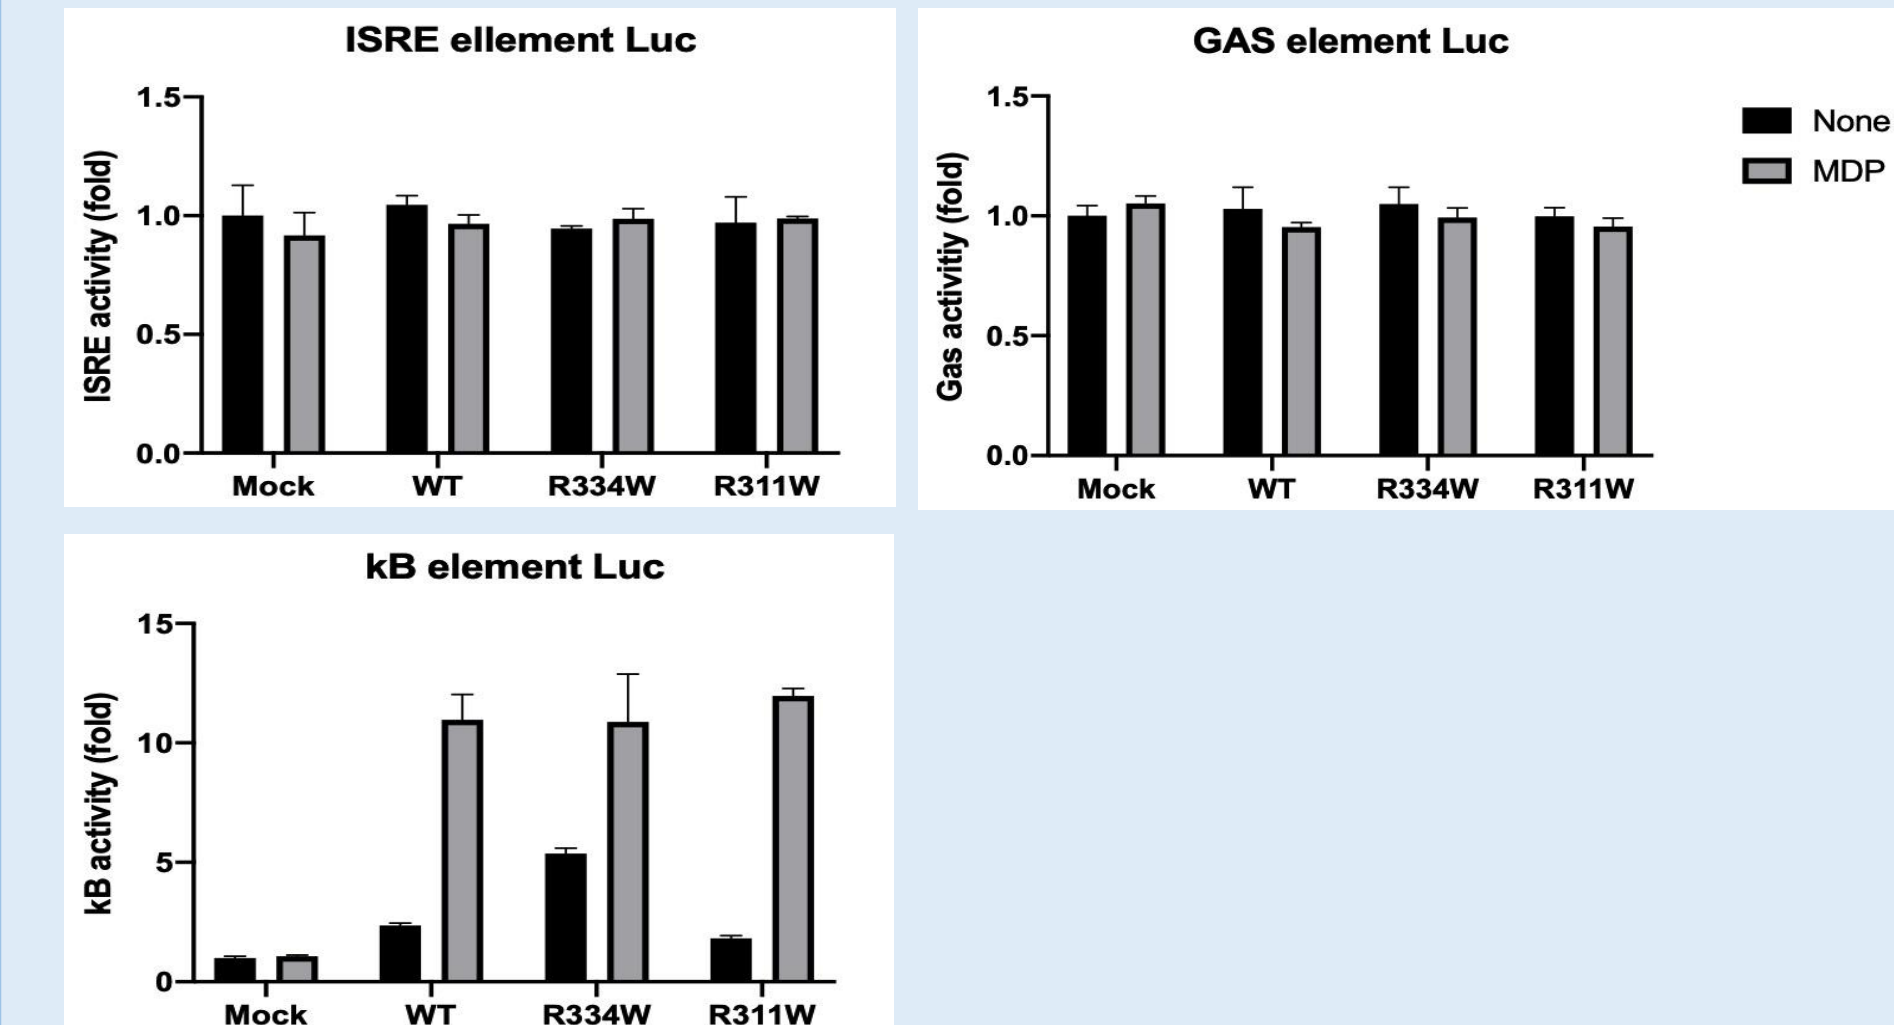 ISRE ellement Luc
ISRE activity (fold)
1.5
1.0
0.5
0.0
Mock WT R334W R311W
GAS element Luc
Gas activitiy (fold)
1.5
1.0
0.5
0.0
Mock WT R334W R311W
None
MDP
kB element Luc
kB activity (fold)
15
10
5
0
Mock WT R334W R311W